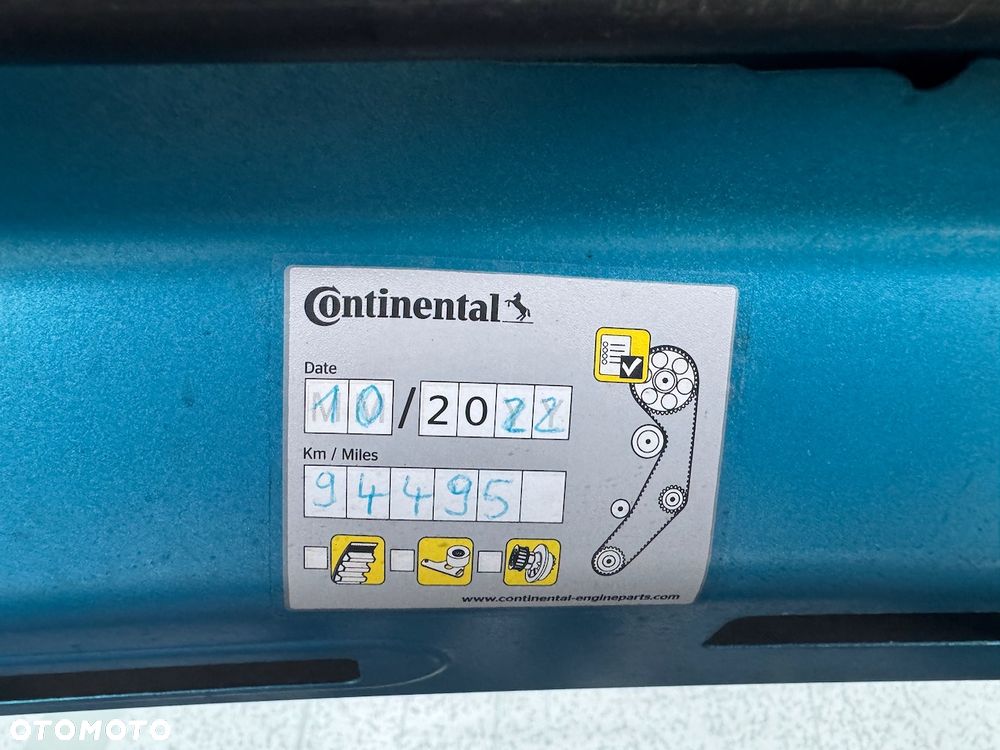 Continental
Date
10/2022
Km / Miles
94495
www.continental-engineparts.com
OTOMOTO